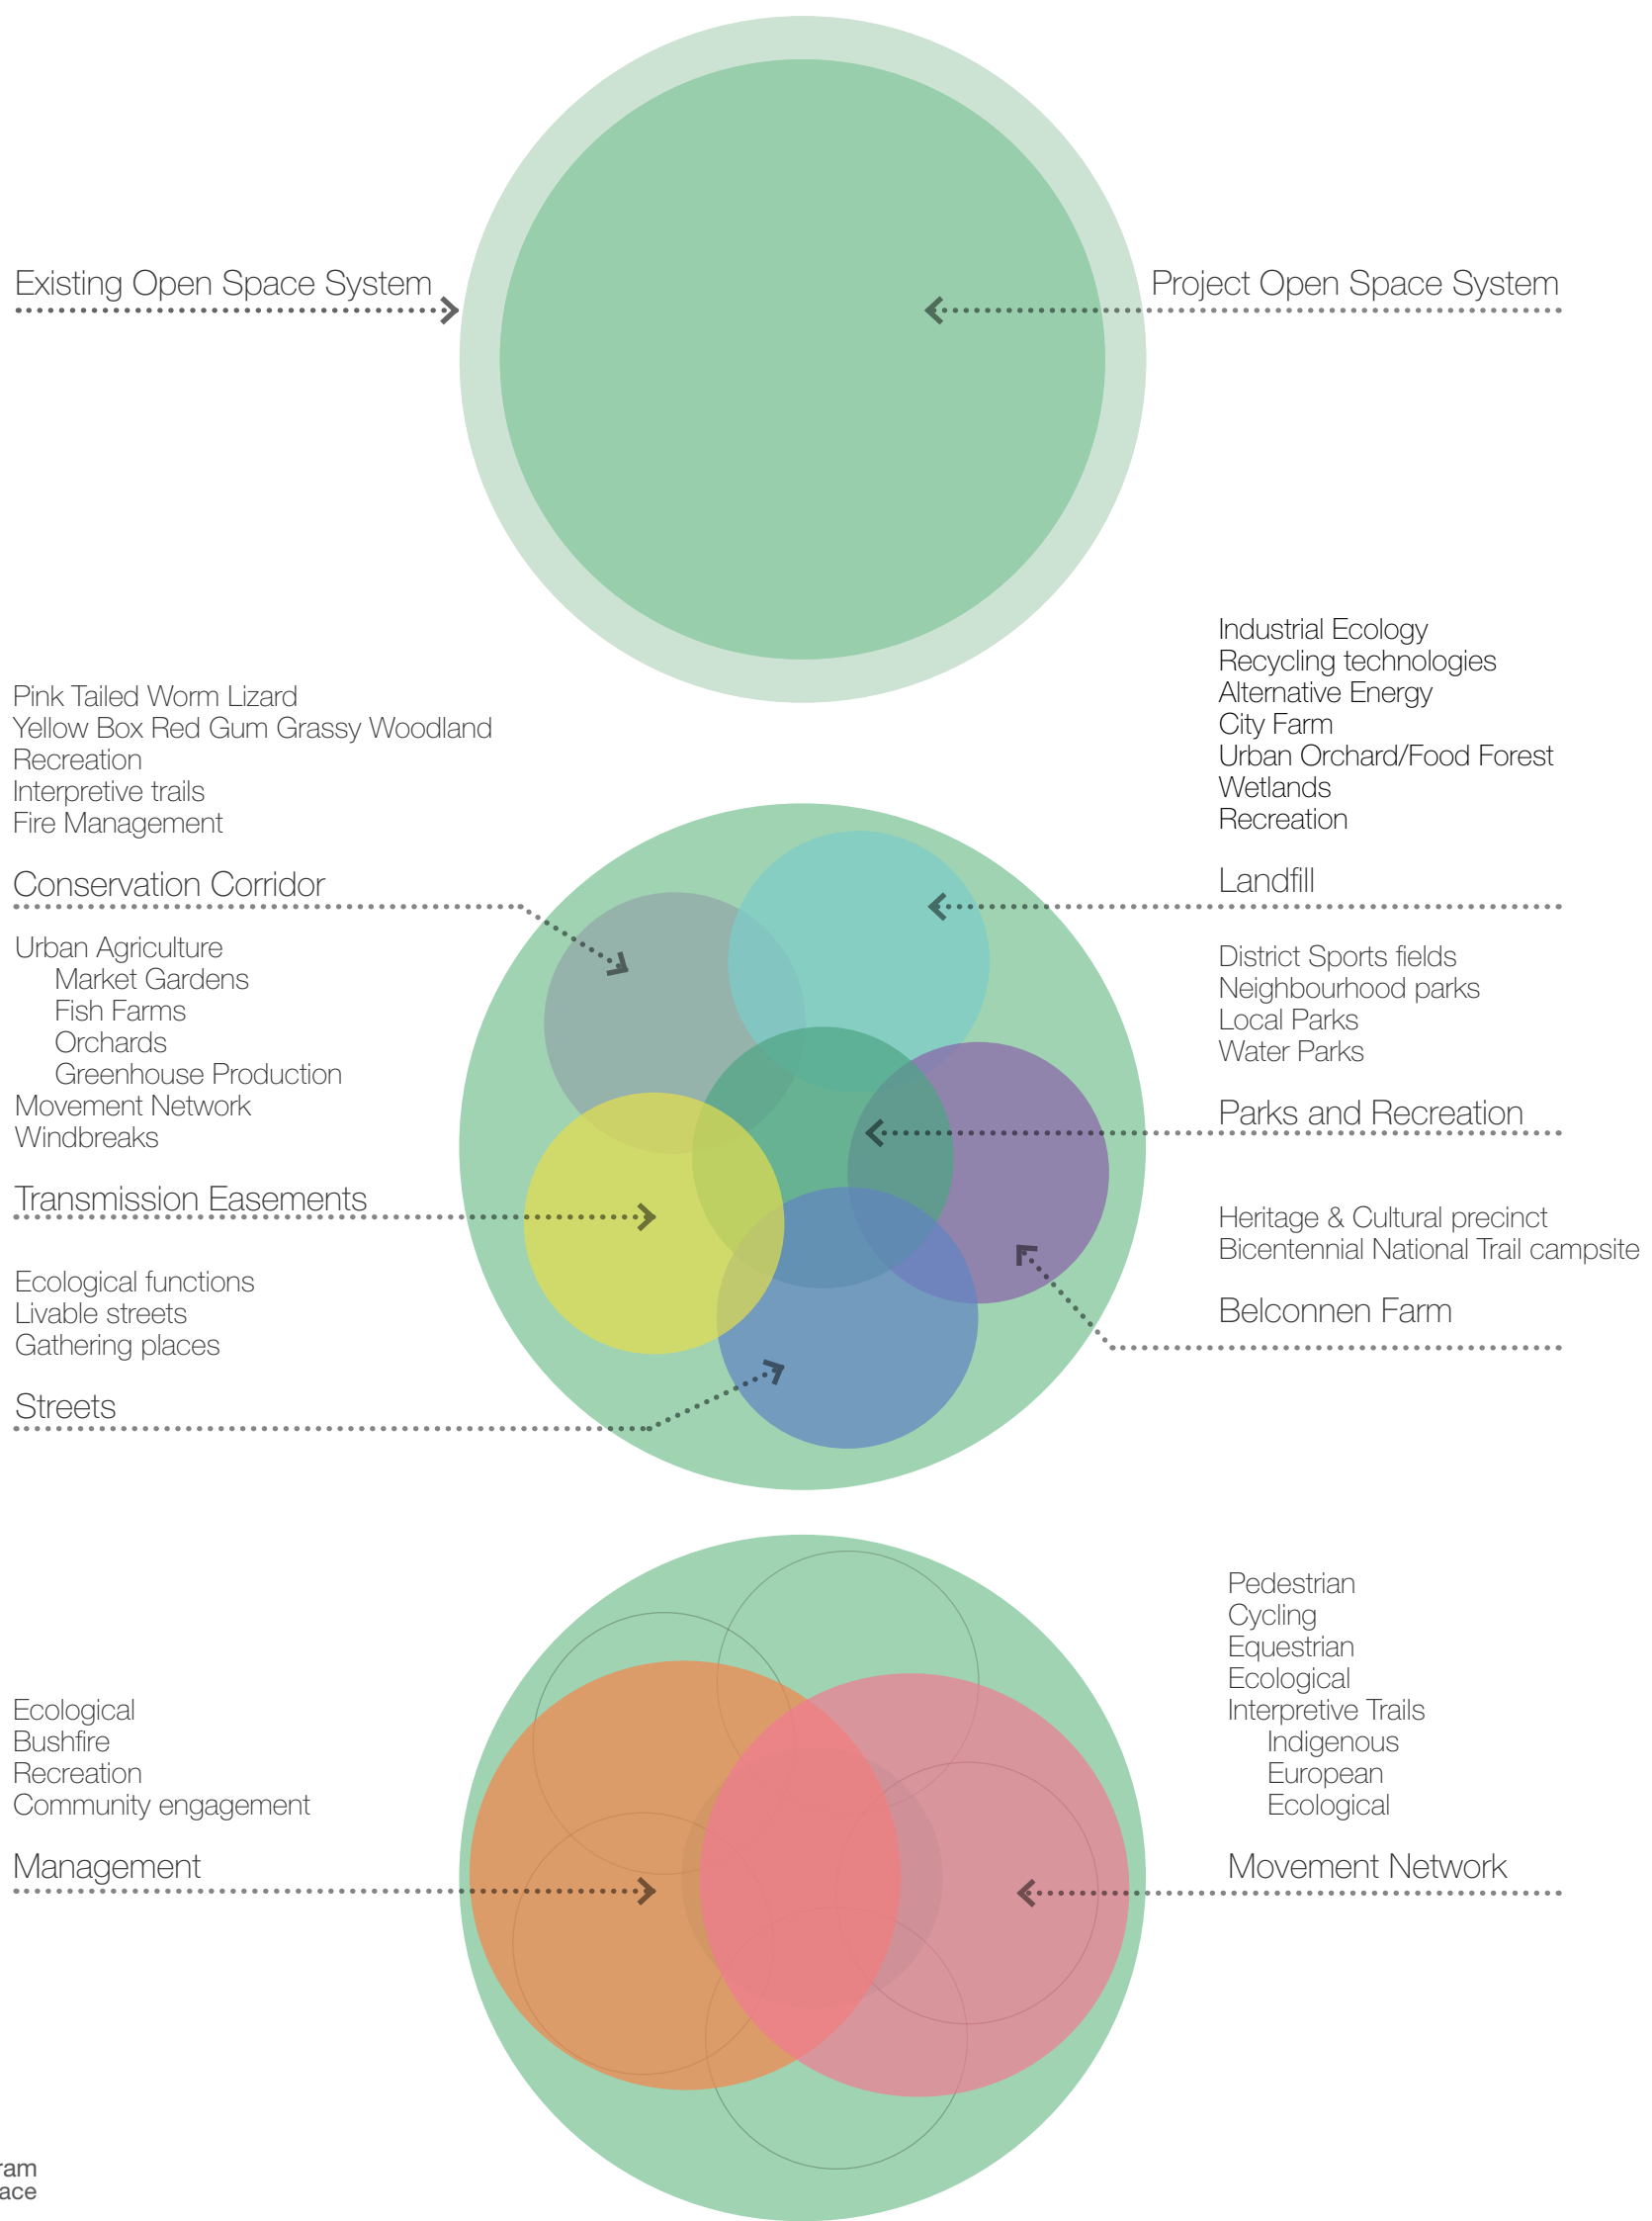 Existing Open Space System
Project Open Space System
Pink Tailed Worm Lizard
Yellow Box Red Gum Grassy Woodland
Recreation
Interpretive trails
Fire Management
Conservation Corridor
Urban Agriculture
Market Gardens
Fish Farms
Orchards
Greenhouse Production
Movement Network
Windbreaks
Transmission Easements
Ecological functions
Livable streets
Gathering places
Streets
Industrial Ecology
Recycling technologies
Alternative Energy
City Farm
Urban Orchard/Food Forest
Wetlands
Recreation
Landfill
District Sports fields
Neighbourhood parks
Local Parks
Water Parks
Parks and Recreation
Heritage & Cultural precinct
Bicentennial National Trail campsite
Belconnen Farm
Ecological
Bushfire
Recreation
Community engagement
Management
Pedestrian
Cycling
Equestrian
Ecological
Interpretive Trails
Indigenous
European
Ecological
Movement Network